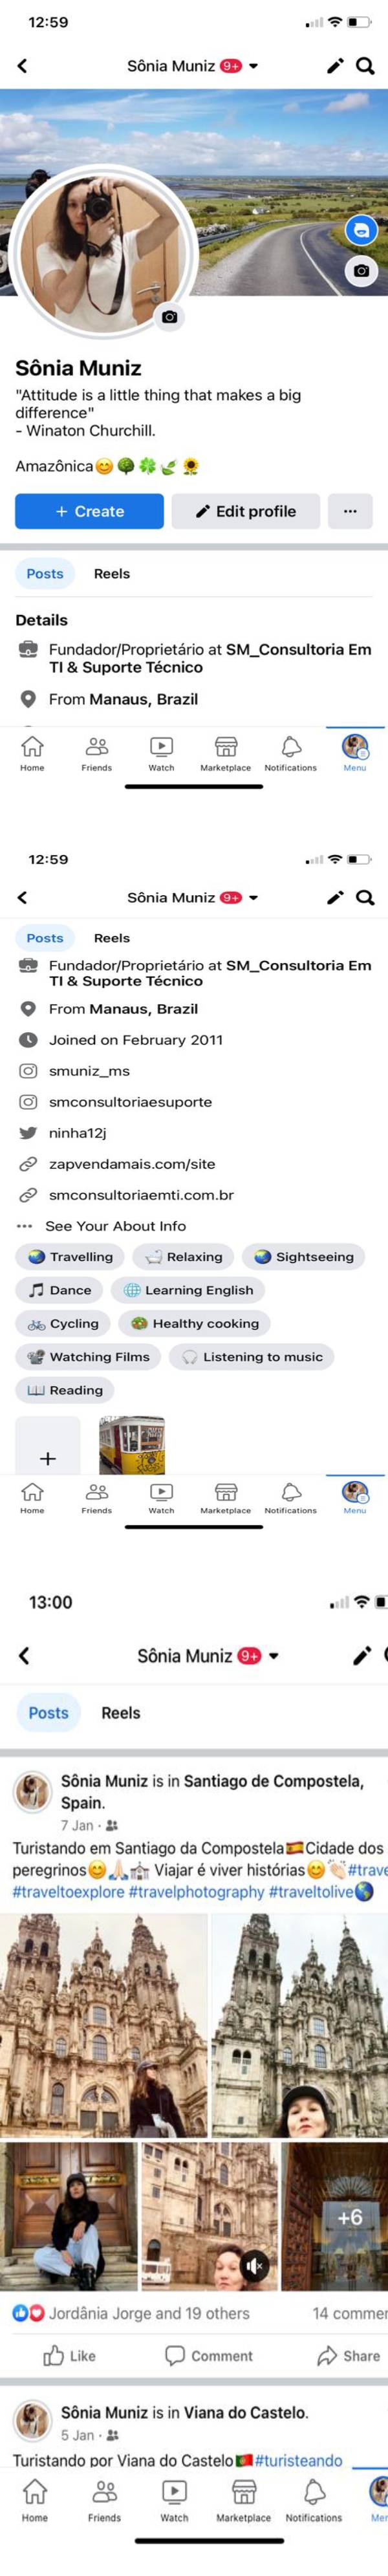 12:59
Sônia Muniz 9+
Sônia Muniz
"Attitude is a little thing that makes a big
difference"
- Winaton Churchill.
Amazônica😊🌳🍀🌿🌻
+ Create
Edit profile
Posts Reels
Details
Fundador/Proprietário at SM_Consultoria Em
TI & Suporte Técnico
From Manaus, Brazil
Home Friends Watch Marketplace Notifications Menu
12:59
Sônia Muniz 9+
Posts Reels
Fundador/Proprietário at SM_Consultoria Em
TI & Suporte Técnico
From Manaus, Brazil
Joined on February 2011
smuniz_ms
smconsultoriaesuporte
ninha12j
zapvendamais.com/site
smconsultoriaemti.com.br
See Your About Info
Travelling Relaxing Sightseeing
Dance Learning English
Cycling Healthy cooking
Watching Films Listening to music
Reading
Home Friends Watch Marketplace Notifications Menu
13:00
Sônia Muniz 9+
Posts Reels
Sônia Muniz is in Santiago de Compostela,
Spain.
7 Jan ·
Turistando em Santiago da Compostela🇪🇸Cidade dos
peregrinos😊🙏🏻 Viajar é viver histórias😊👏🏻#trave
#traveltoexplore #travelphotography #traveltolive🌎
+6
Jordânia Jorge and 19 others 14 commer
Like Comment Share
Sônia Muniz is in Viana do Castelo.
5 Jan ·
Turistando por Viana do Castelo🇵🇹#turisteando
Home Friends Watch Marketplace Notifications Mer